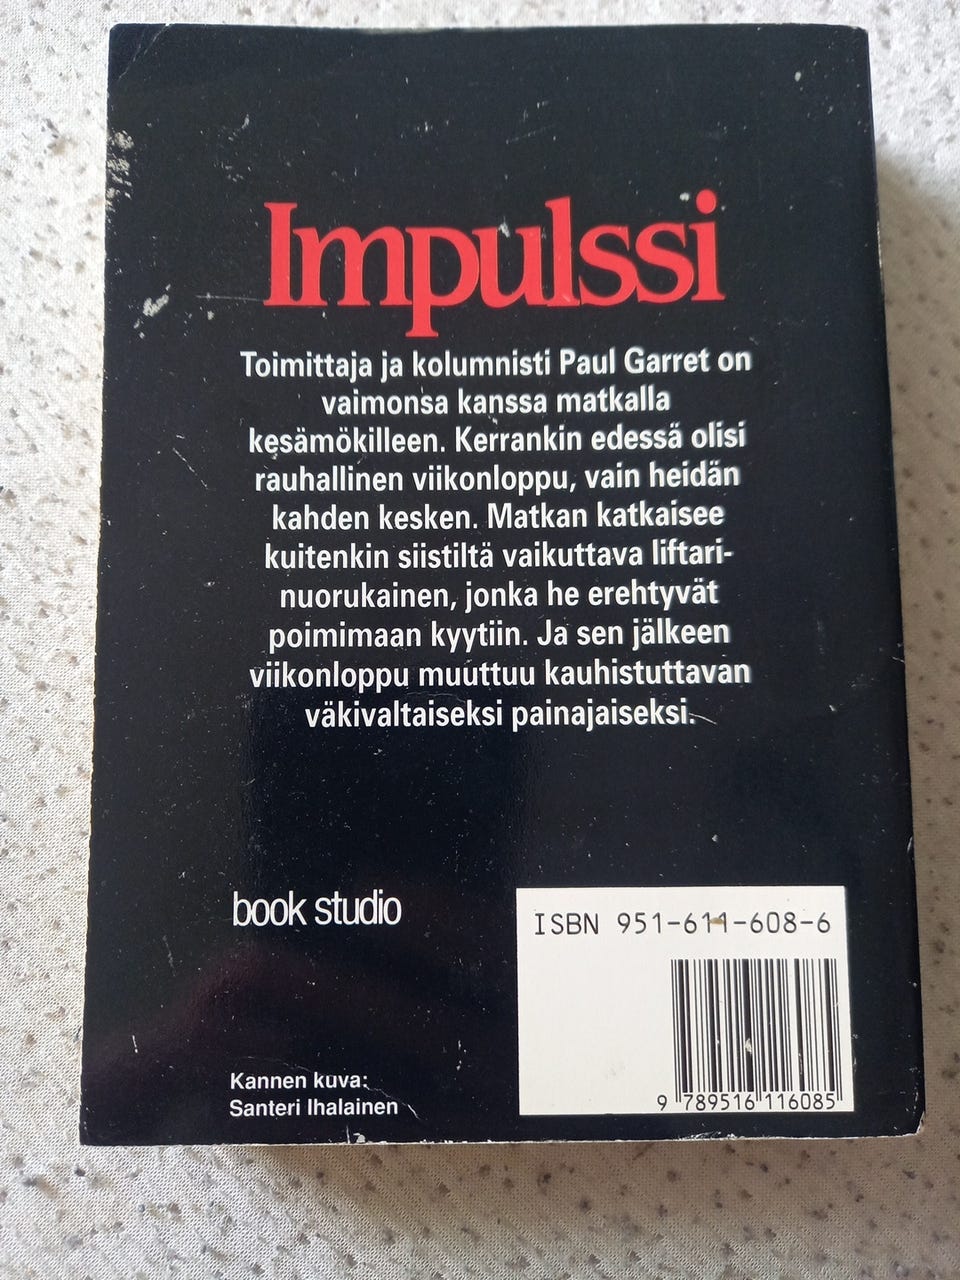 Impulssi
Toimittaja ja kolumnisti Paul Garret on
vaimonsa kanssa matkalla
kesämökilleen. Kerrankin edessä olisi
rauhallinen viikonloppu, vain heidän
kahden kesken. Matkan katkaisee
kuitenkin siistiltä vaikuttava liftari-
nuorukainen, jonka he erehtyvät
poimimaan kyytiin. Ja sen jälkeen
viikonloppu muuttuu kauhistuttavan
väkivaltaiseksi painajaiseksi.
book studio
ISBN 951-611-608-6
9 789516 116085
Kannen kuva:
Santeri Ihalainen